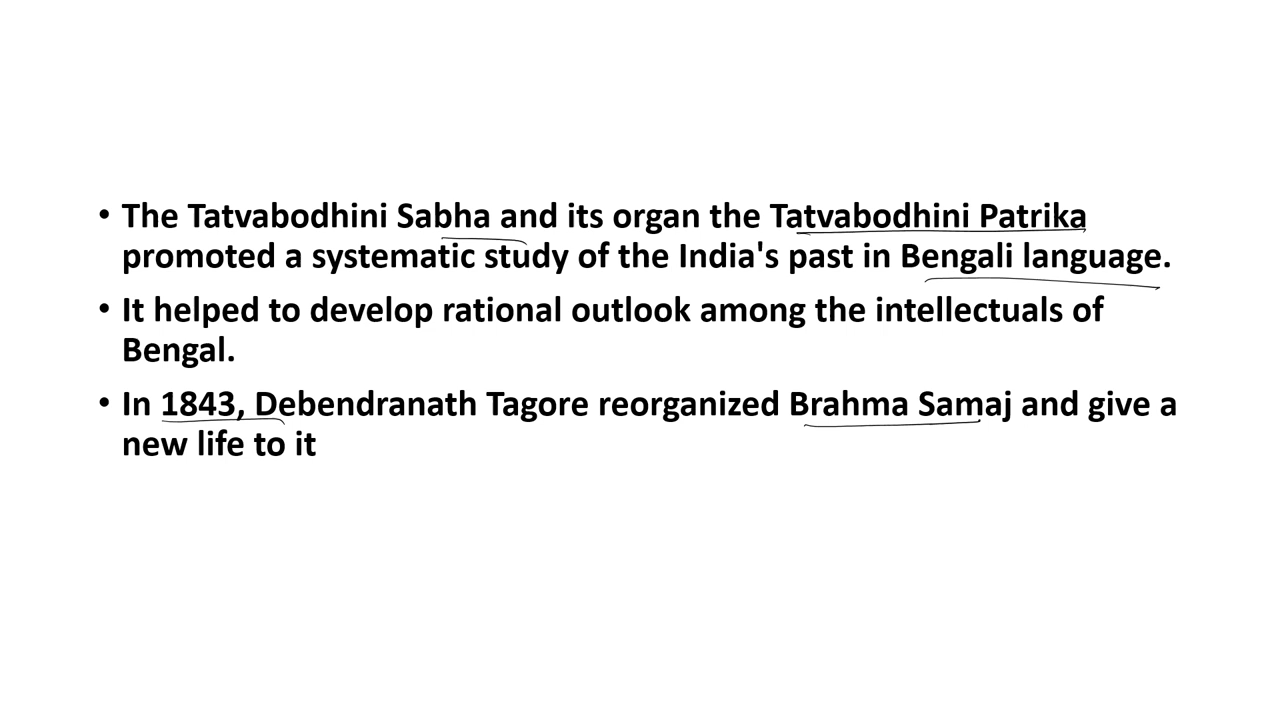 • The Tatvabodhini Sabha and its organ the Tatvabodhini Patrika
promoted a systematic study of the India's past in Bengali language.
• It helped to develop rational outlook among the intellectuals of
Bengal.
• In 1843, Debendranath Tagore reorganized Brahma Samaj and give a
new life to it